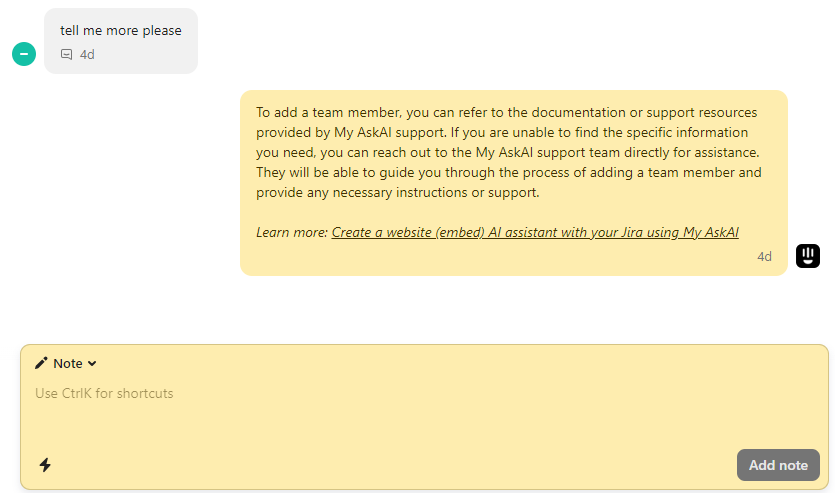 tell me more please
4d
To add a team member, you can refer to the documentation or support resources
provided by My AskAI support. If you are unable to find the specific information
you need, you can reach out to the My AskAI support team directly for assistance.
They will be able to guide you through the process of adding a team member and
provide any necessary instructions or support.
Learn more: Create a website (embed) AI assistant with your Jira using My AskAI
4d
Note
Use CtrlK for shortcuts
Add note